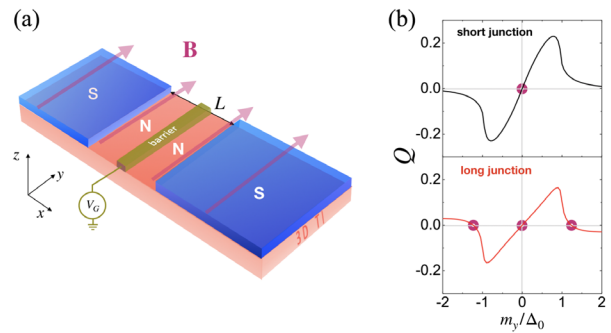 (a)
B
S
L
N
barrier
N
S
z
y
x
V_G
3D TI
(b)
Q
0.2
0.0
-0.2
short junction
0.2
0.0
-0.2
long junction
-2 -1 0 1 2
m_y/Δ_0